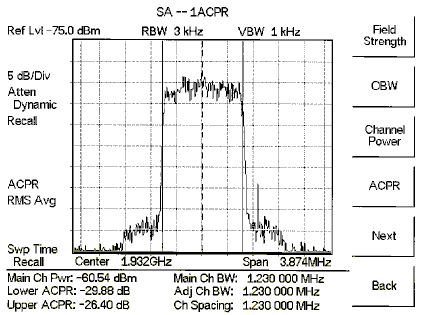 SA -- 1ACPR
Ref Lvl -75.0 dBm RBW 3 kHz VBW 1 kHz
5 dB/Div
Atten
Dynamic
Recall
ACPR
RMS Avg
Swp Time
Recall Center 1.932GHz Span 3.874MHz
Main Ch Pwr: -60.54 dBm Main Ch BW: 1.230 000 MHz
Lower ACPR: -29.88 dB Adj Ch BW: 1.230 000 MHz
Upper ACPR: -26.40 dB Ch Spacing: 1.230 000 MHz
Field
Strength
OBW
Channel
Power
ACPR
Next
Back